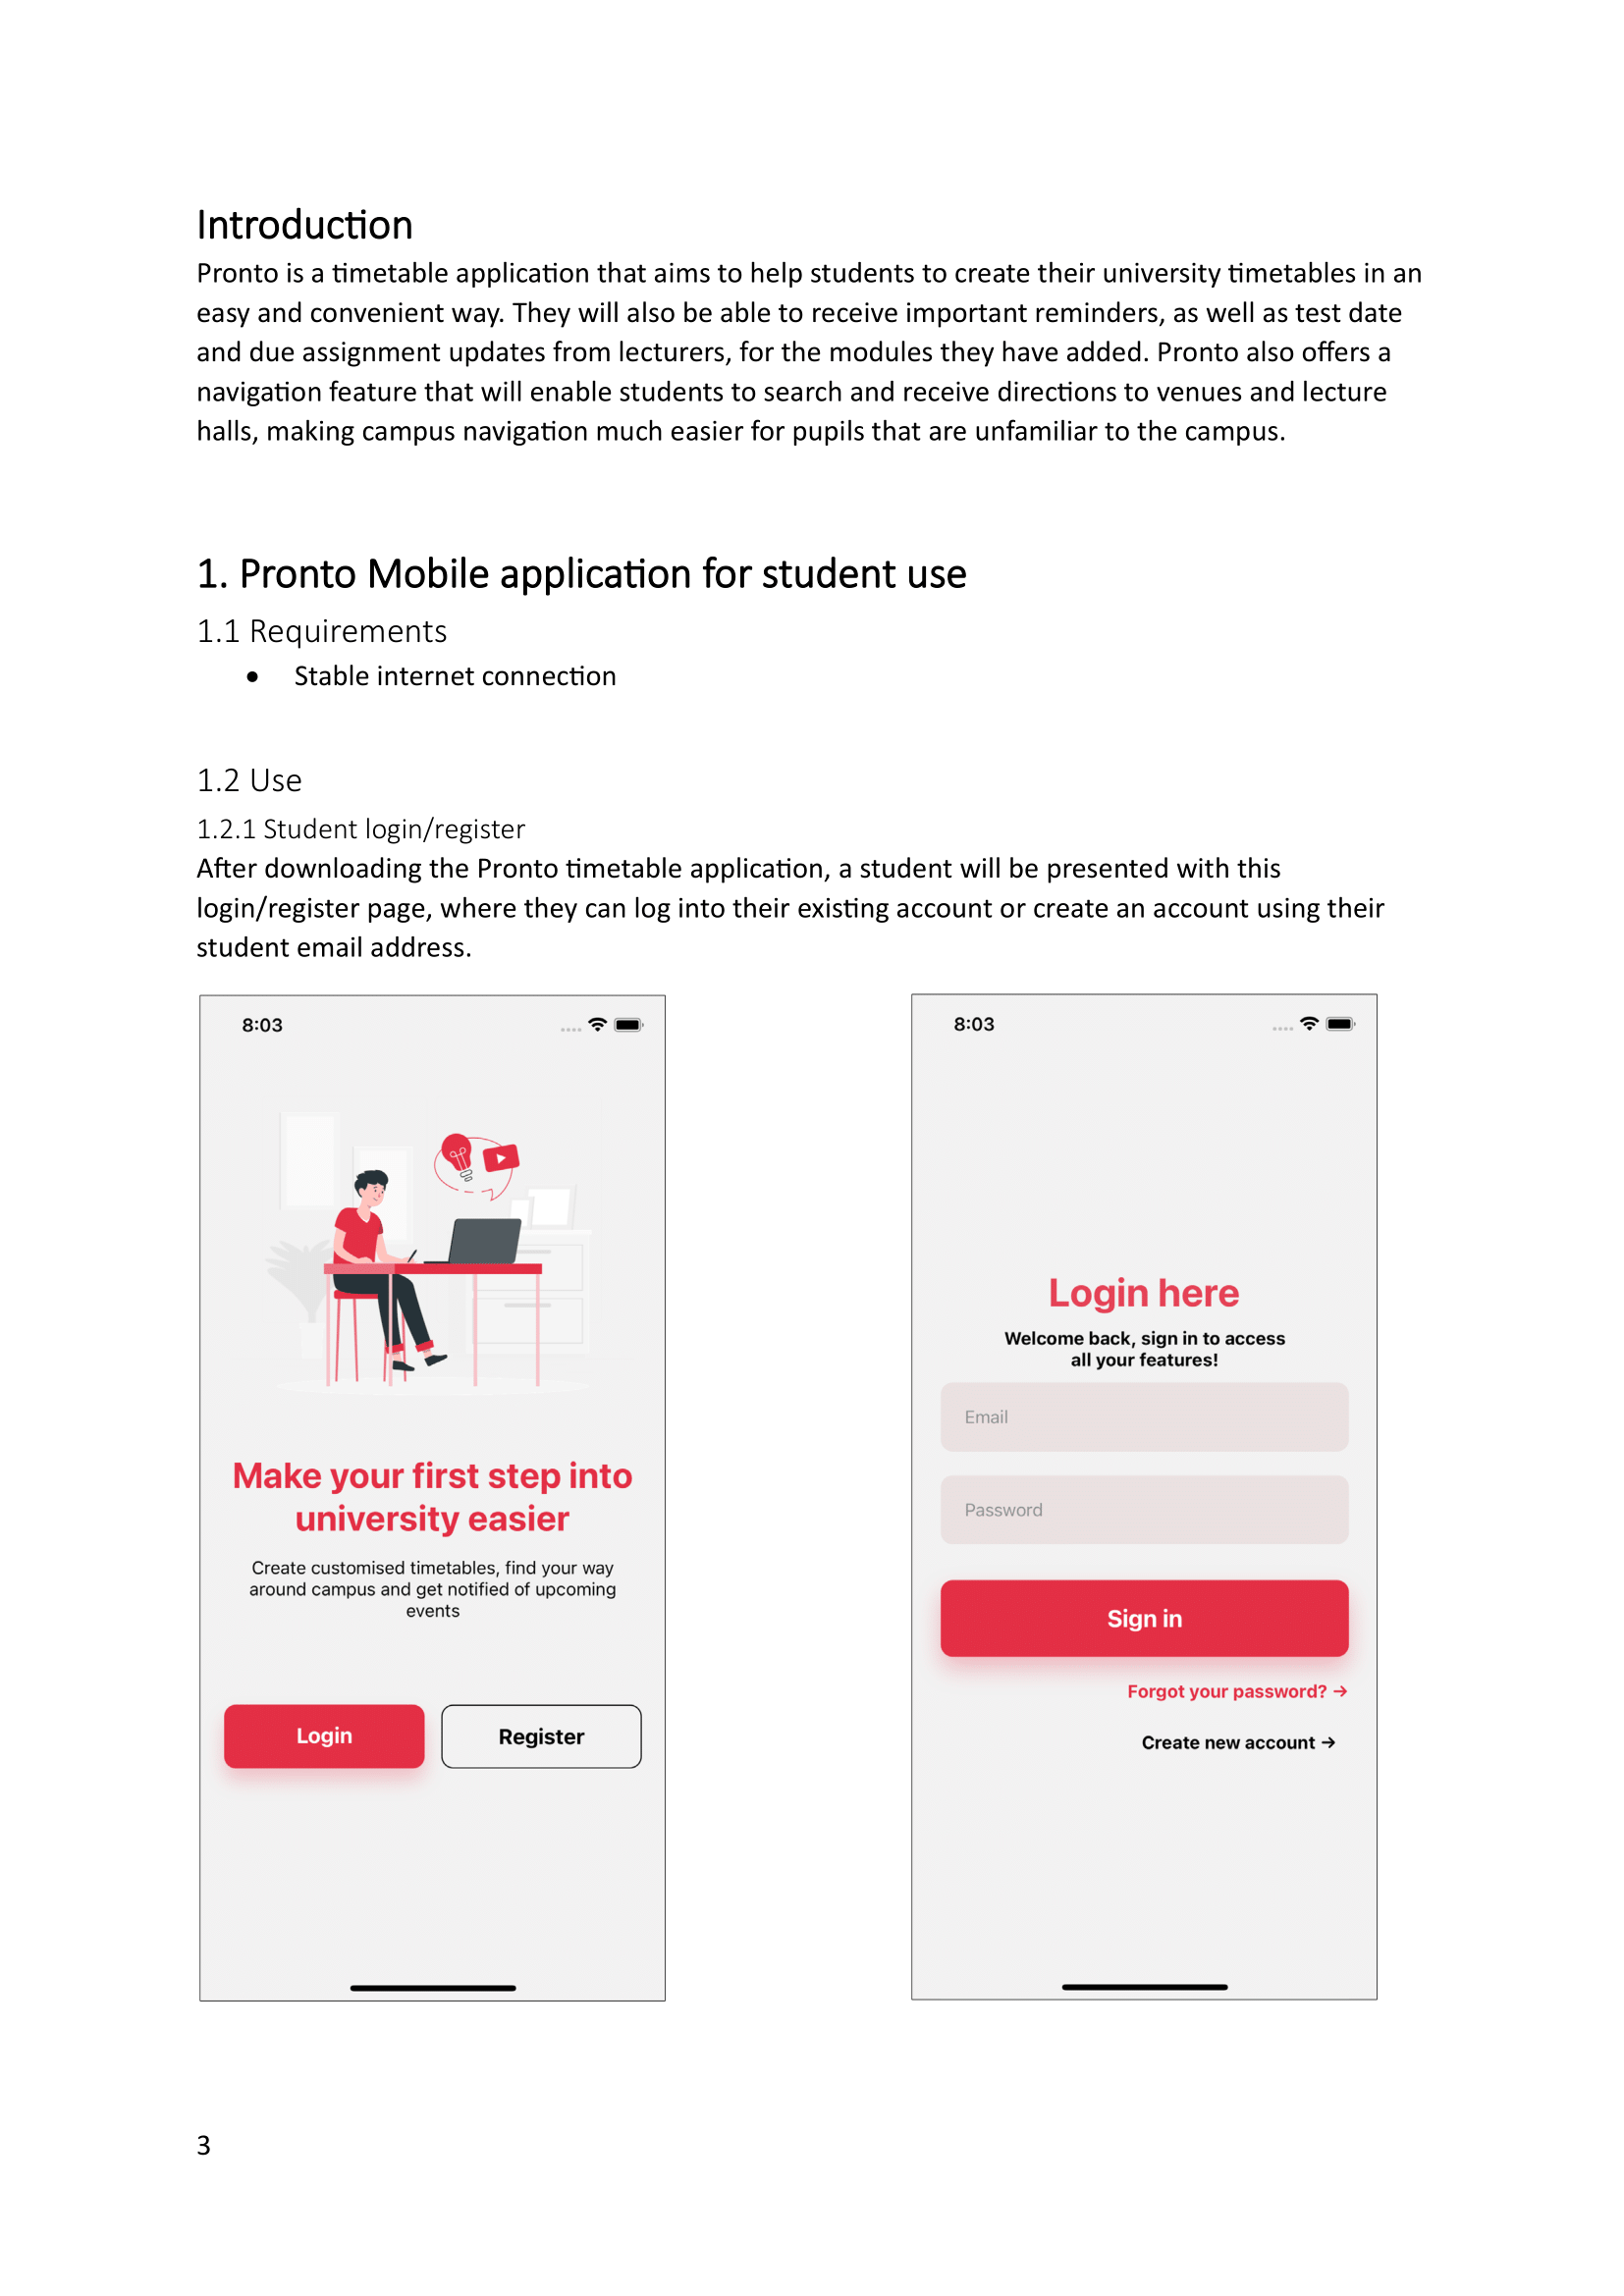 Introduction
Pronto is a timetable application that aims to help students to create their university timetables in an
easy and convenient way. They will also be able to receive important reminders, as well as test date
and due assignment updates from lecturers, for the modules they have added. Pronto also offers a
navigation feature that will enable students to search and receive directions to venues and lecture
halls, making campus navigation much easier for pupils that are unfamiliar to the campus.
1. Pronto Mobile application for student use
1.1 Requirements
• Stable internet connection
1.2 Use
1.2.1 Student login/register
After downloading the Pronto timetable application, a student will be presented with this
login/register page, where they can log into their existing account or create an account using their
student email address.
8:03
Make your first step into
university easier
Create customised timetables, find your way
around campus and get notified of upcoming
events
Login
Register
8:03
Login here
Welcome back, sign in to access
all your features!
Email
Password
Sign in
Forgot your password? →
Create new account →
3